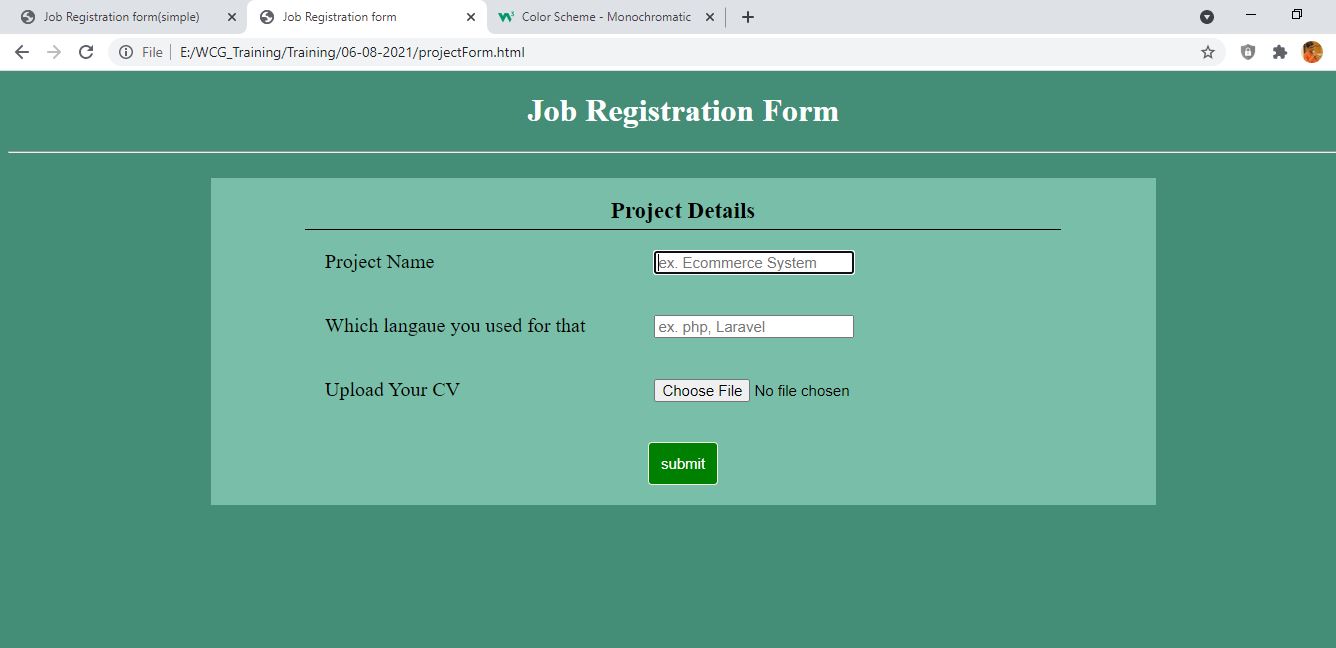 Job Registration form(simple)
Job Registration form
Color Scheme - Monochromatic
File
E:/WCG_Training/Training/06-08-2021/projectForm.html
Job Registration Form
Project Details
Project Name
ex. Ecommerce System
Which langaue you used for that
ex. php, Laravel
Upload Your CV
Choose File No file chosen
submit